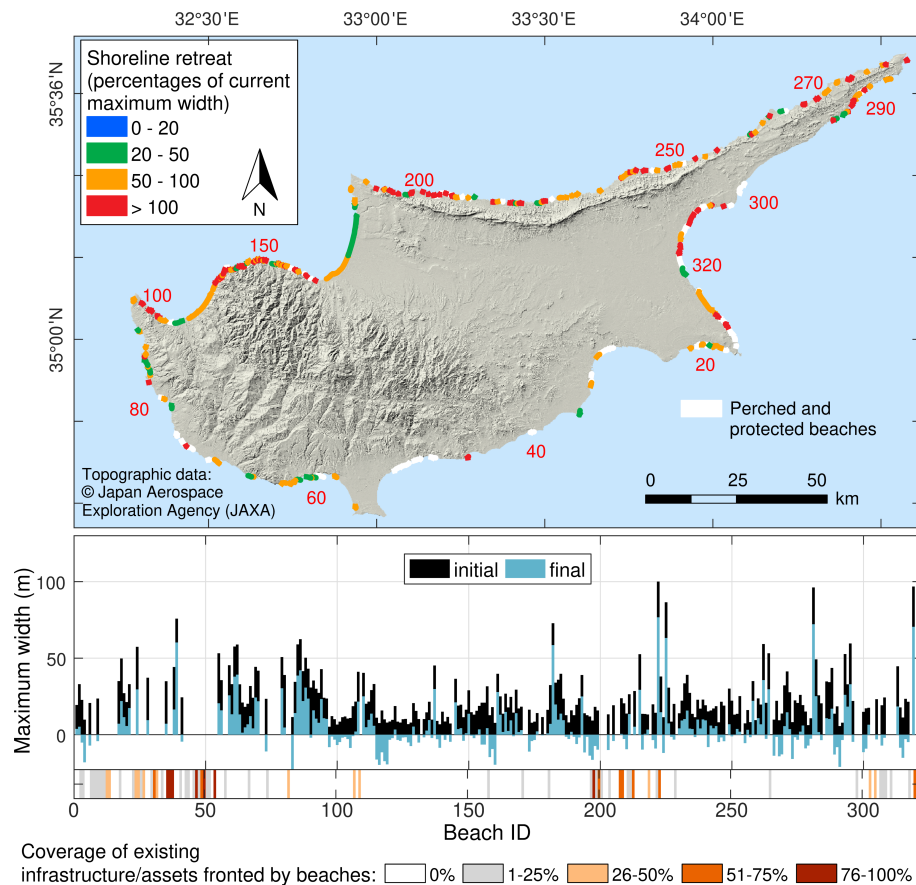 32°30'E 33°00'E 33°30'E 34°00'E
35°36'N
35°00'N
Shoreline retreat
(percentages of current
maximum width)
0 - 20
20 - 50
50 - 100
> 100
N
270
290
250
200
300
150
320
100
20
80
40
60
Perched and
protected beaches
Topographic data:
© Japan Aerospace
Exploration Agency (JAXA)
0 25 50
km
initial final
Maximum width (m)
100
50
0
0 50 100 150 200 250 300
Beach ID
Coverage of existing
infrastructure/assets fronted by beaches: 0% 1-25% 26-50% 51-75% 76-100%